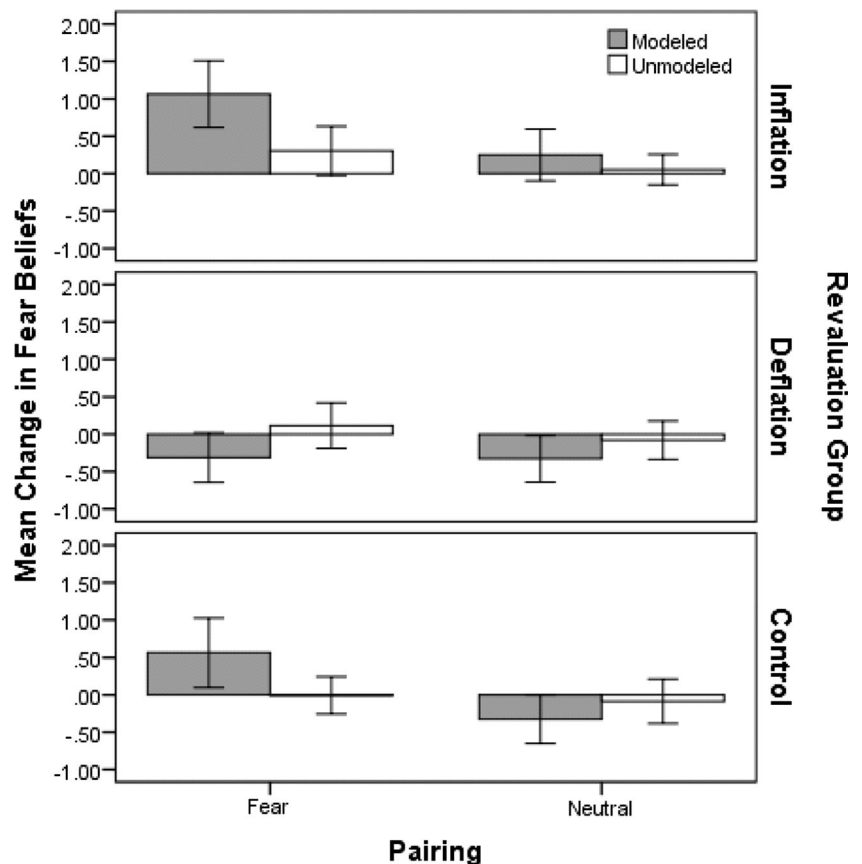 Mean Change in Fear Beliefs
2.00
1.50
1.00
.50
.00
-.50
-1.00
Modeled
Unmodeled
Inflation
2.00
1.50
1.00
.50
.00
-.50
-1.00
Deflation
2.00
1.50
1.00
.50
.00
-.50
-1.00
Control
Revaluation Group
Fear
Neutral
Pairing